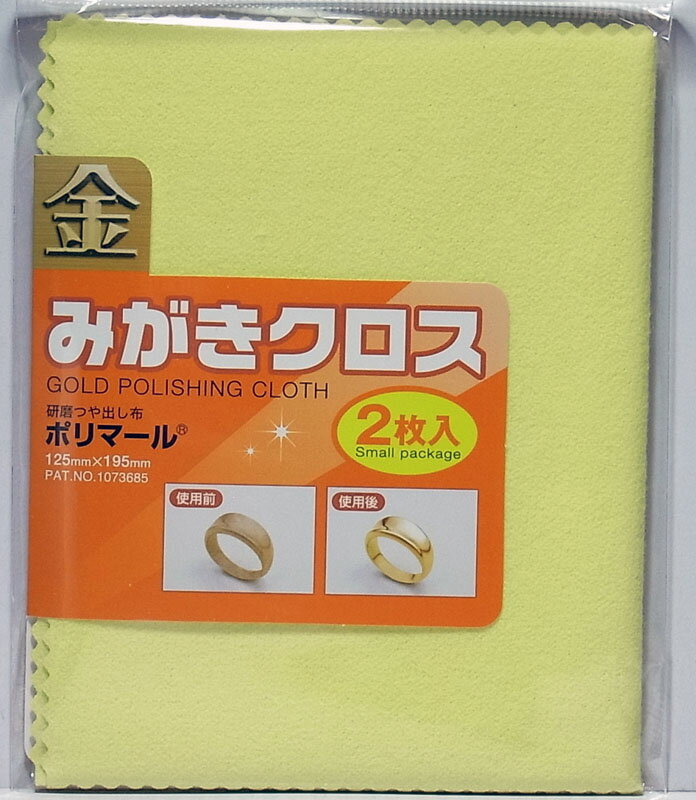 金
みがきクロス
GOLD POLISHING CLOTH
研磨つや出し布
ポリマール®
125mm×195mm
PAT.NO.1073685
2枚入
Small package
使用前
使用後